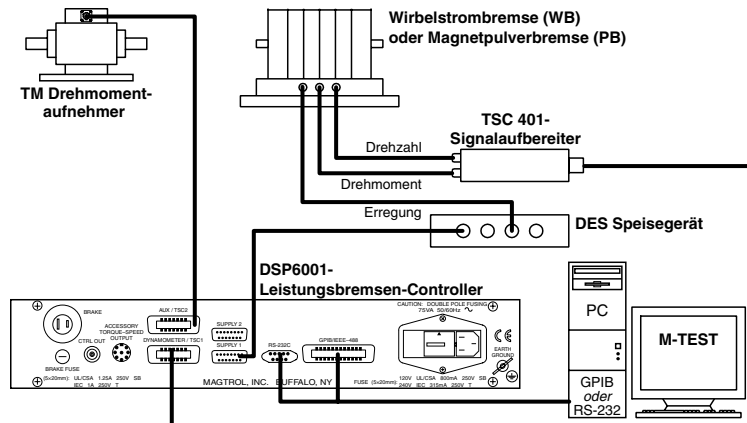 Wirbelstrombremse (WB)
oder Magnetpulverbremse (PB)
TM Drehmoment-
aufnehmer
TSC 401-
Signalaufbereiter
Drehzahl
Drehmoment
Erregung
DES Speisegerät
DSP6001-
Leistungsbremsen-Controller
BRAKE
CTRL OUT
BRAKE FUSE
ACCESSORY
TORQUE–SPEED
OUTPUT
AUX / TSC2
DYNAMOMETER / TSC1
SUPPLY 2
SUPPLY 1
RS-232C
GPIB/IEEE–488
CAUTION: DOUBLE POLE FUSING
75VA 50/60Hz
CE
EARTH
GROUND
(5x20mm): UL/CSA 1.25A 250V SB
IEC 1A 250V T
MAGTROL, INC. BUFFALO, NY
FUSE (5x20mm): 120V UL/CSA 800mA 250V SB
240V IEC 315mA 250V T
PC
GPIB
oder
RS-232
M-TEST